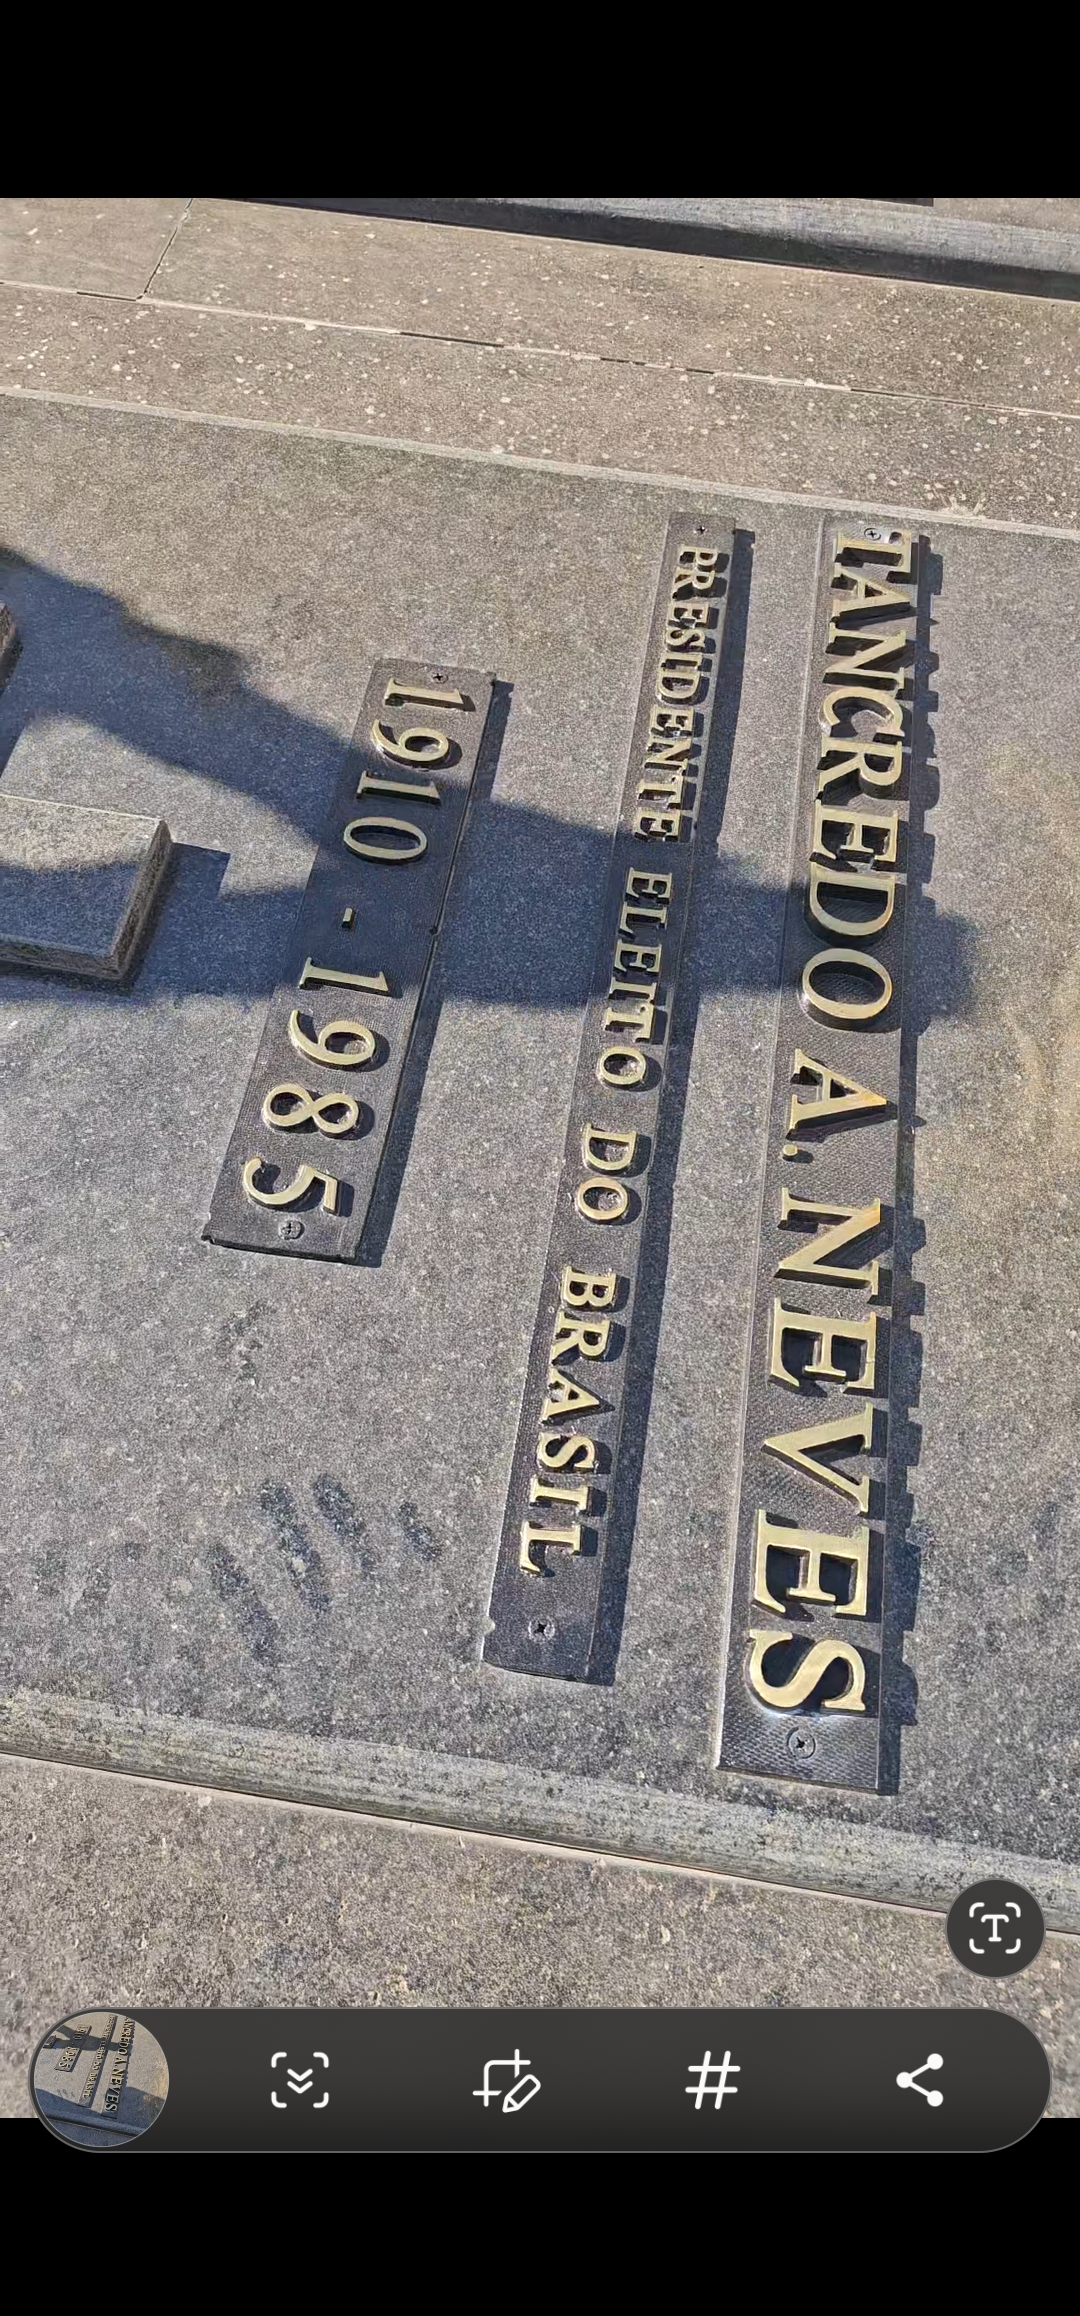 TANCREDO A. NEVES
PRESIDENTE ELEITO DO BRASIL
1910 - 1985